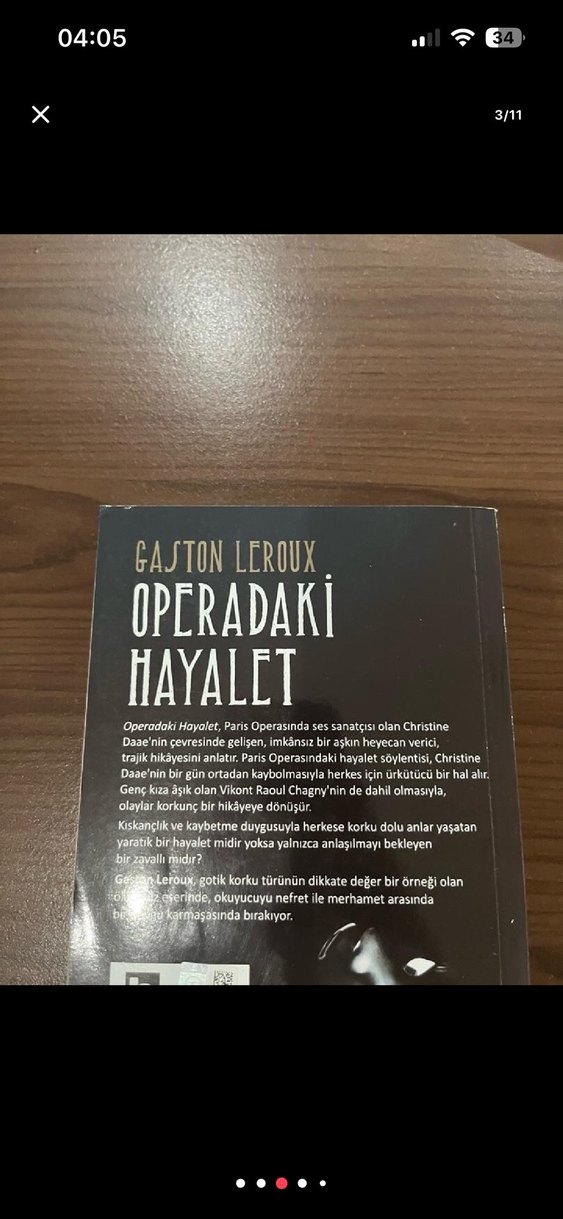 04:05
34
3/11
GASTON LEROUX
OPERADAKİ
HAYALET
Operadaki Hayalet, Paris Operasında ses sanatçısı olan Christine
Daae'nin çevresinde gelişen, imkânsız bir aşkın heyecan verici,
trajik hikâyesini anlatır. Paris Operasındaki hayalet söylentisi, Christine
Daae'nin bir gün ortadan kaybolmasıyla herkes için ürkütücü bir hal alır.
Genç kıza âşık olan Vikont Raoul Chagny'nin de dahil olmasıyla,
olaylar korkunç bir hikâyeye dönüşür.
Kıskançlık ve kaybetme duygusuyla herkese korku dolu anlar yaşatan
yaratık bir hayalet midir yoksa yalnızca anlaşılmayı bekleyen
bir zavallı mıdır?
Gaston Leroux, gotik korku türünün dikkate değer bir örneği olan
eserinde, okuyucuyu nefret ile merhamet arasında
karmaşasında bırakıyor.